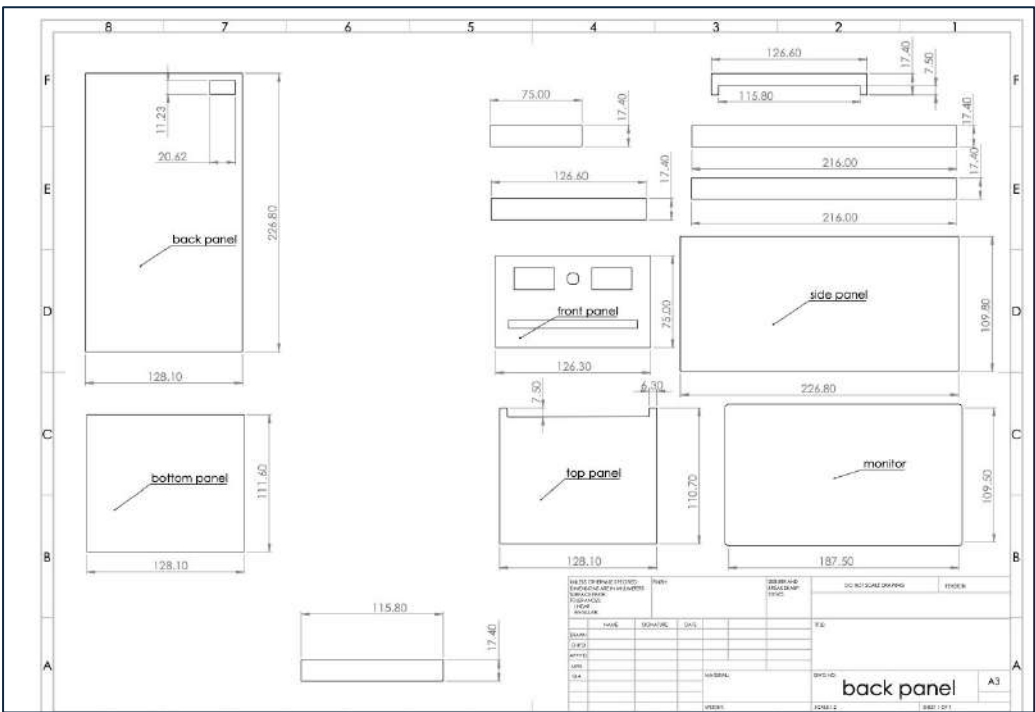 8 7 6 5 4 3 2 1
F
E
D
C
B
A
F
E
D
C
B
A
11.23
20.62
226.80
back panel
128.10
75.00
17.40
126.60
17.40
126.60
17.40
7.50
115.80
17.40
216.00
17.40
216.00
front panel
75.00
126.30
side panel
109.80
226.80
bottom panel
111.60
128.10
7.50
6.30
top panel
110.70
128.10
monitor
109.50
187.50
115.80
17.40
DO NOT SCALE DRAWING
REVISION
NAME SIGNATURE DATE
TITLE:
DWG NO.
back panel
A3
SHEET 1 OF 1